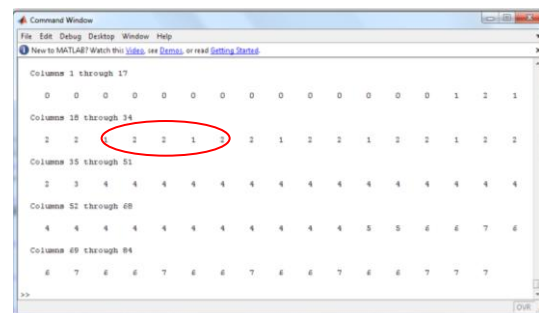 Command Window
File Edit Debug Desktop Window Help
New to MATLAB? Watch this Video, see Demos, or read Getting Started.
Columns 1 through 17
0 0 0 0 0 0 0 0 0 0 0 0 0 0 1 2 1
Columns 18 through 34
2 2 1 2 2 1 2 2 1 2 2 1 2 2 1 2 2
Columns 35 through 51
2 3 4 4 4 4 4 4 4 4 4 4 4 4 4 4 4
Columns 52 through 68
4 4 4 4 4 4 4 4 4 4 4 5 5 6 6 7 6
Columns 69 through 84
6 7 6 6 7 6 6 7 6 6 7 6 6 7 7 7
>>
OVR